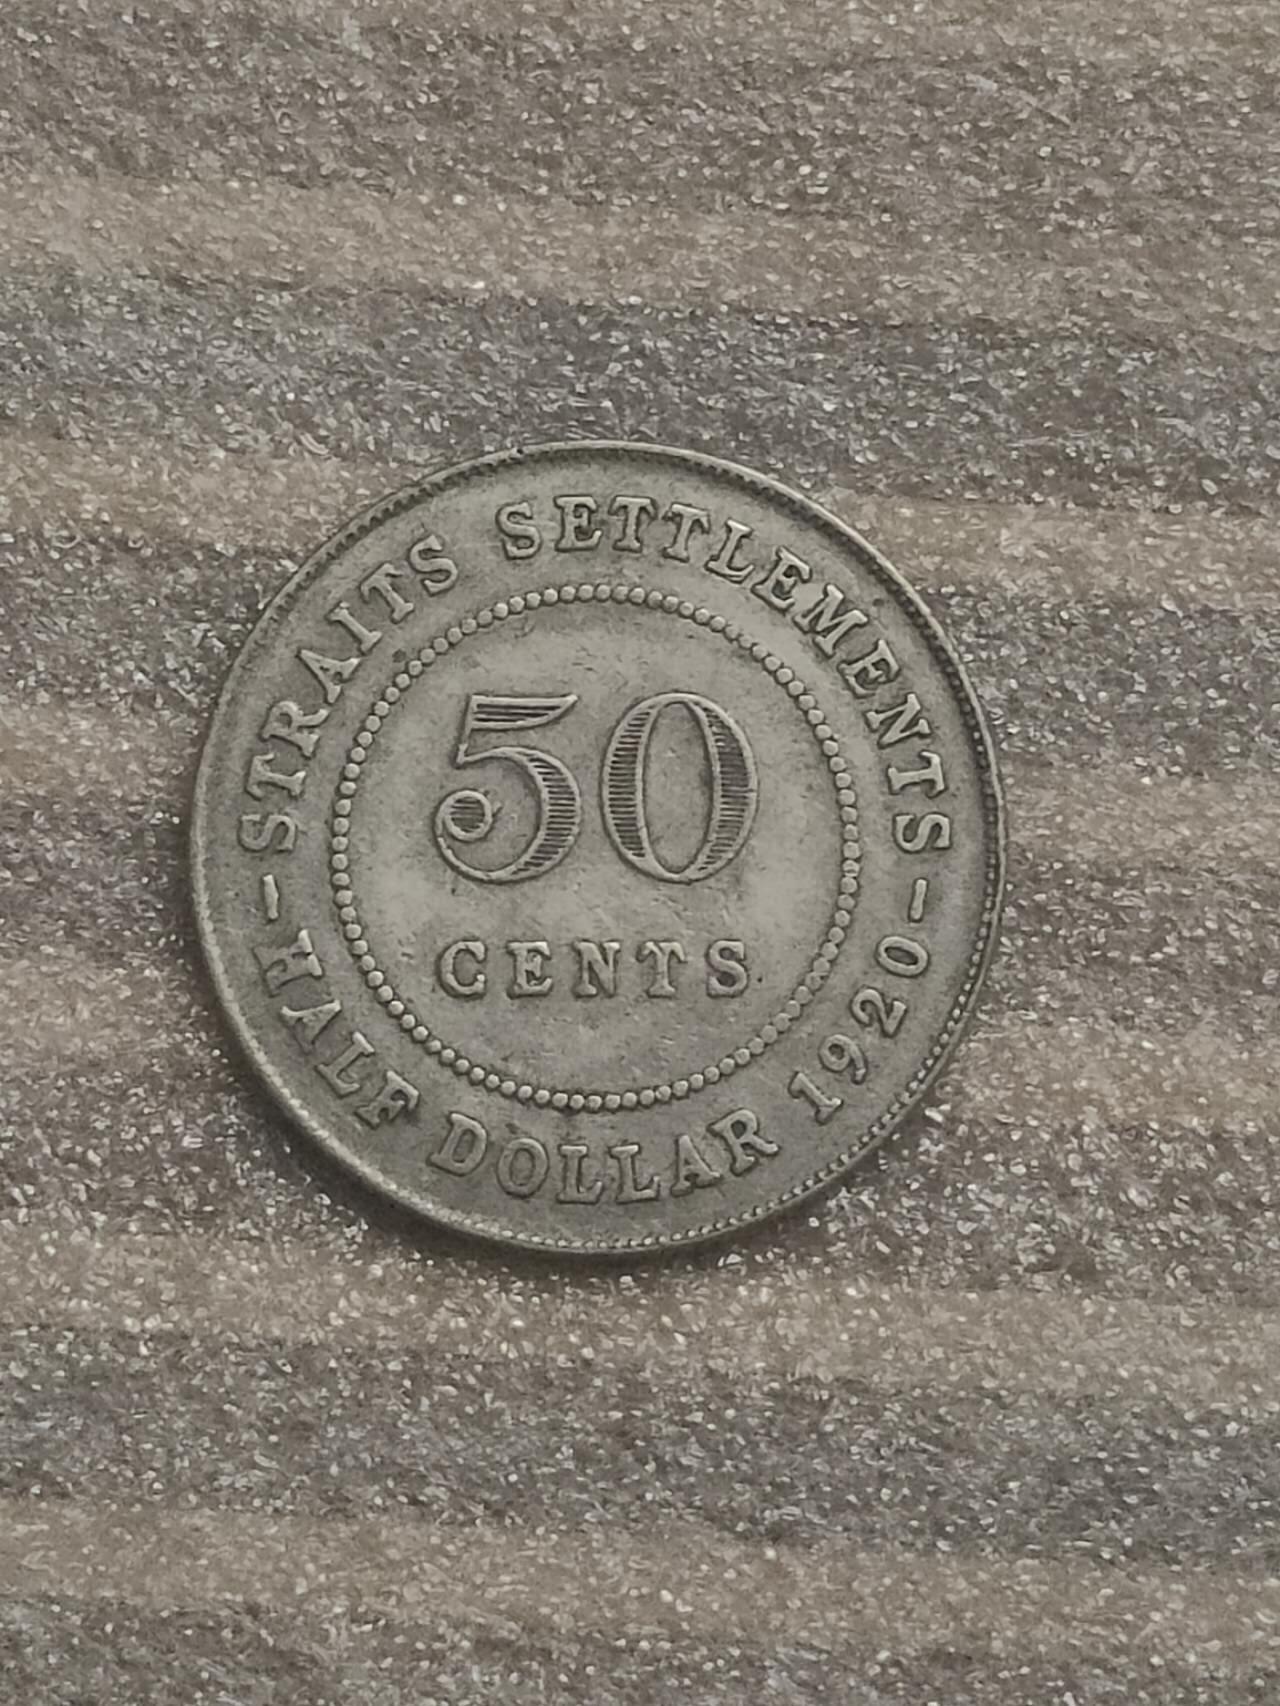 –STRAITS SETTLEMENTS–
50
CENTS
HALF DOLLAR 1920